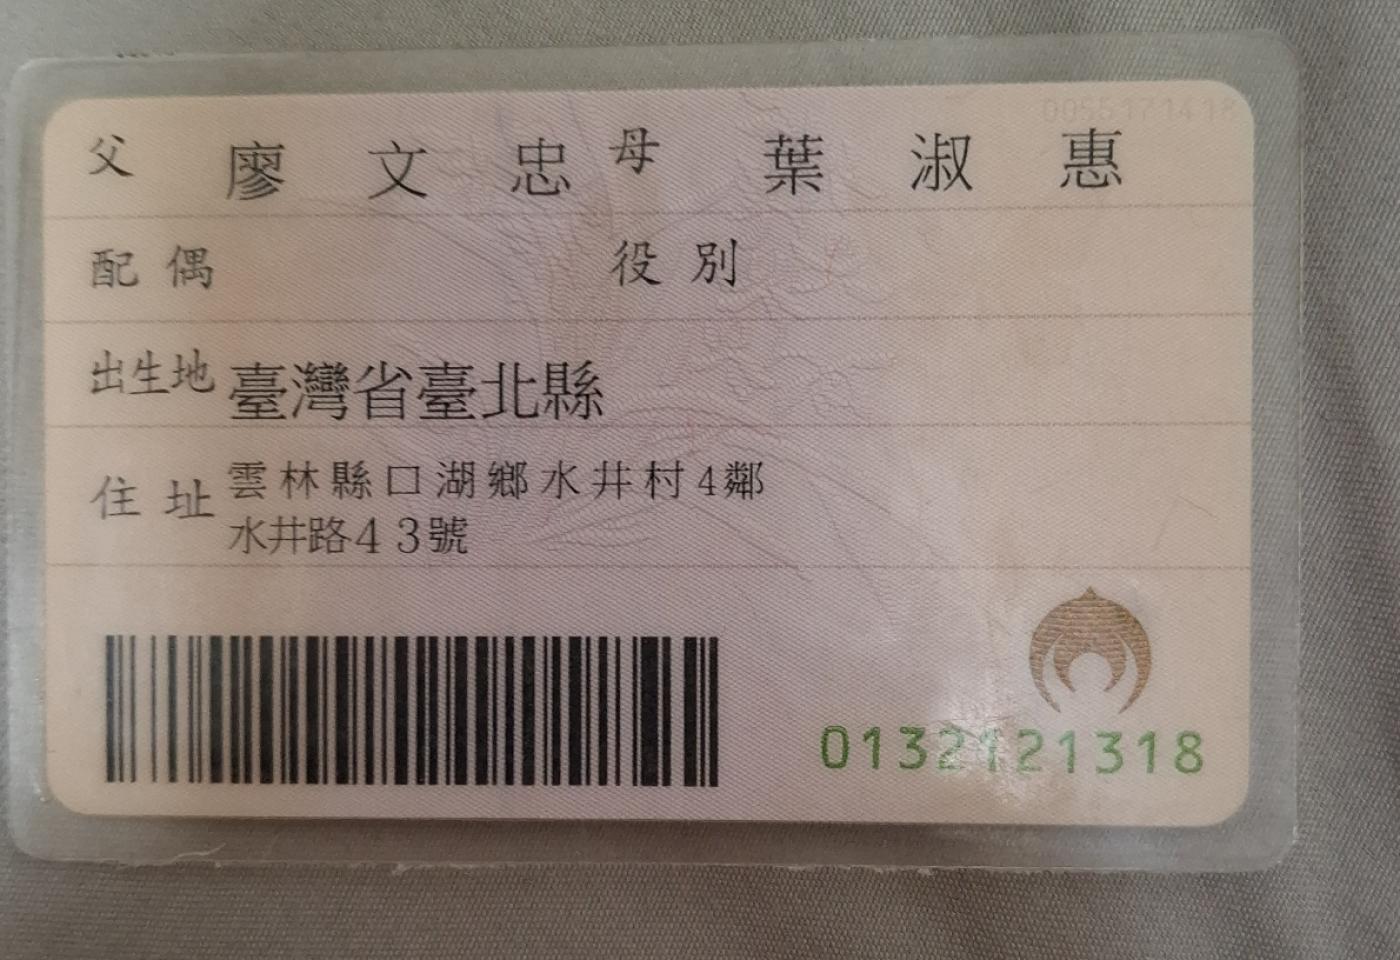 0055171418
父 廖文忠 母 葉淑惠
配偶 役別
出生地 臺灣省臺北縣
住址 雲林縣口湖鄉水井村4鄰
水井路43號
0132121318